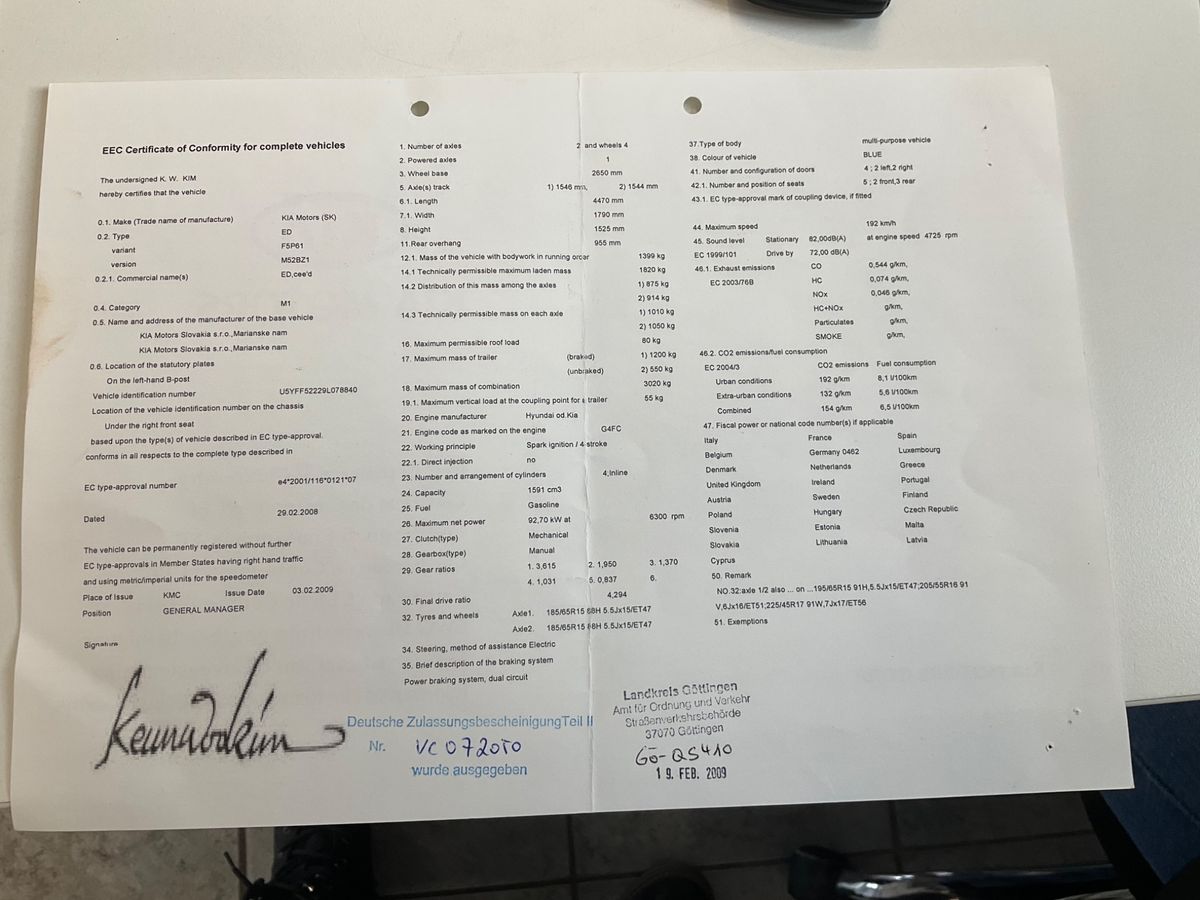 EEC Certificate of Conformity for complete vehicles
The undersigned K. W. KIM
hereby certifies that the vehicle
0.1. Make (Trade name of manufacture) KIA Motors (SK)
0.2. Type ED
variant F5P61
version M52BZ1
0.2.1. Commercial name(s) ED,cee'd
0.4. Category M1
0.5. Name and address of the manufacturer of the base vehicle
KIA Motors Slovakia s.r.o.,Marianske nam
KIA Motors Slovakia s.r.o.,Marianske nam
0.6. Location of the statutory plates
On the left-hand B-post
Vehicle identification number U5YFF52229L078840
Location of the vehicle identification number on the chassis
Under the right front seat
based upon the type(s) of vehicle described in EC type-approval.
conforms in all respects to the complete type described in
EC type-approval number e4*2001/116*0121*07
Dated 29.02.2008
The vehicle can be permanently registered without further
EC type-approvals in Member States having right hand traffic
and using metric/imperial units for the speedometer
Place of Issue KMC Issue Date 03.02.2009
Position GENERAL MANAGER
Signature
1. Number of axles 2 and wheels 4
2. Powered axles 1
3. Wheel base 2650 mm
5. Axle(s) track 1) 1546 mm, 2) 1544 mm
6.1. Length 4470 mm
7.1. Width 1790 mm
8. Height 1525 mm
11.Rear overhang 955 mm
12.1. Mass of the vehicle with bodywork in running order 1399 kg
14.1 Technically permissible maximum laden mass 1820 kg
14.2 Distribution of this mass among the axles 1) 875 kg
2) 914 kg
14.3 Technically permissible mass on each axle 1) 1010 kg
2) 1050 kg
16. Maximum permissible roof load 80 kg
17. Maximum mass of trailer (braked) 1) 1200 kg
(unbraked) 2) 550 kg
18. Maximum mass of combination 3020 kg
19.1. Maximum vertical load at the coupling point for a trailer 55 kg
20. Engine manufacturer Hyundai od.Kia
21. Engine code as marked on the engine G4FC
22. Working principle Spark ignition / 4-stroke
22.1. Direct injection no
23. Number and arrangement of cylinders 4;Inline
24. Capacity 1591 cm3
25. Fuel Gasoline
26. Maximum net power 92,70 kW at 6300 rpm
27. Clutch(type) Mechanical
28. Gearbox(type) Manual
29. Gear ratios 1. 3,615 2. 1,950 3. 1,370
4. 1,031 5. 0,837 6.
30. Final drive ratio 4,294
32. Tyres and wheels Axle1. 185/65R15 88H 5.5Jx15/ET47
Axle2. 185/65R15 88H 5.5Jx15/ET47
34. Steering, method of assistance Electric
35. Brief description of the braking system
Power braking system, dual circuit
Deutsche ZulassungsbescheinigungTeil II
Nr. VC072050
wurde ausgegeben
37.Type of body multi-purpose vehicle
38. Colour of vehicle BLUE
41. Number and configuration of doors 4 ; 2 left,2 right
42.1. Number and position of seats 5 ; 2 front,3 rear
43.1. EC type-approval mark of coupling device, if fitted
44. Maximum speed 192 km/h
45. Sound level Stationary 82,00dB(A) at engine speed 4725 rpm
EC 1999/101 Drive by 72,00 dB(A)
46.1. Exhaust emissions CO 0,544 g/km,
EC 2003/76B HC 0,074 g/km,
NOx 0,046 g/km,
HC+NOx g/km,
Particulates g/km,
SMOKE g/km,
46.2. CO2 emissions/fuel consumption
EC 2004/3 CO2 emissions Fuel consumption
Urban conditions 192 g/km 8,1 l/100km
Extra-urban conditions 132 g/km 5,6 l/100km
Combined 154 g/km 6,5 l/100km
47. Fiscal power or national code number(s) if applicable
Italy France Spain
Belgium Germany 0462 Luxembourg
Denmark Netherlands Greece
United Kingdom Ireland Portugal
Austria Sweden Finland
Poland Hungary Czech Republic
Slovenia Estonia Malta
Slovakia Lithuania Latvia
Cyprus
50. Remark
NO.32:axle 1/2 also ... on ...195/65R15 91H,5.5Jx15/ET47;205/55R16 91
V,6Jx16/ET51;225/45R17 91W,7Jx17/ET56
51. Exemptions
Landkreis Göttingen
Amt für Ordnung und Verkehr
Straßenverkehrsbehörde
37070 Göttingen
GÖ-QS410
19. FEB. 2009